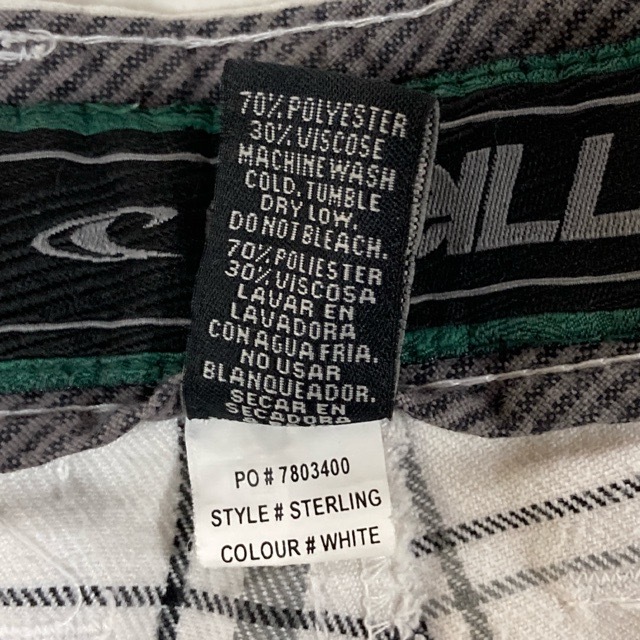 70% POLYESTER
30% VISCOSE
MACHINE WASH
COLD, TUMBLE
DRY LOW.
DO NOT BLEACH.
70% POLIESTER
30% VISCOSA
LAVAR EN
LAVADORA
CON AGUA FRIA.
NO USAR
BLANQUEADOR.
SECAR EN
SECADORA
PO # 7803400
STYLE # STERLING
COLOUR # WHITE